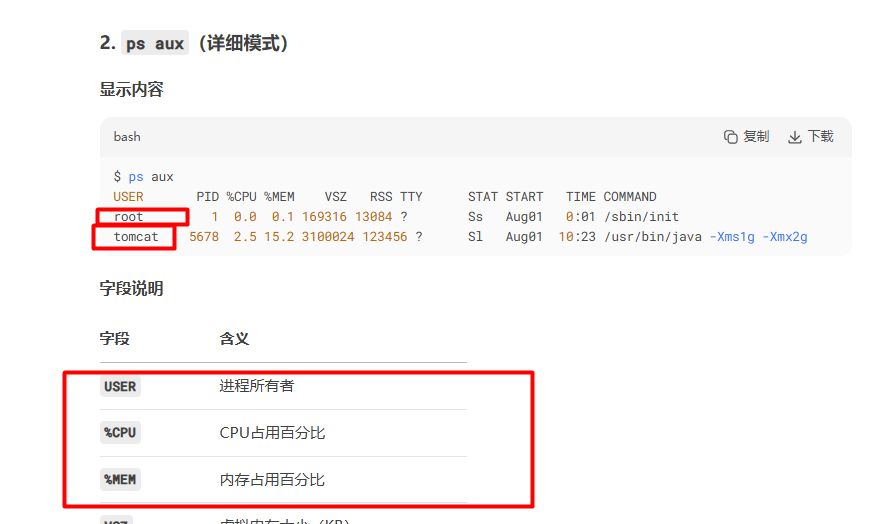 2. ps aux（详细模式）
显示内容
bash 复制 下载
$ ps aux
USER PID %CPU %MEM VSZ RSS TTY STAT START TIME COMMAND
root 1 0.0 0.1 169316 13084 ? Ss Aug01 0:01 /sbin/init
tomcat 5678 2.5 15.2 3100024 123456 ? Sl Aug01 10:23 /usr/bin/java -Xms1g -Xmx2g
字段说明
字段 含义
USER 进程所有者
%CPU CPU占用百分比
%MEM 内存占用百分比
VSZ 虚拟内存大小（KB）